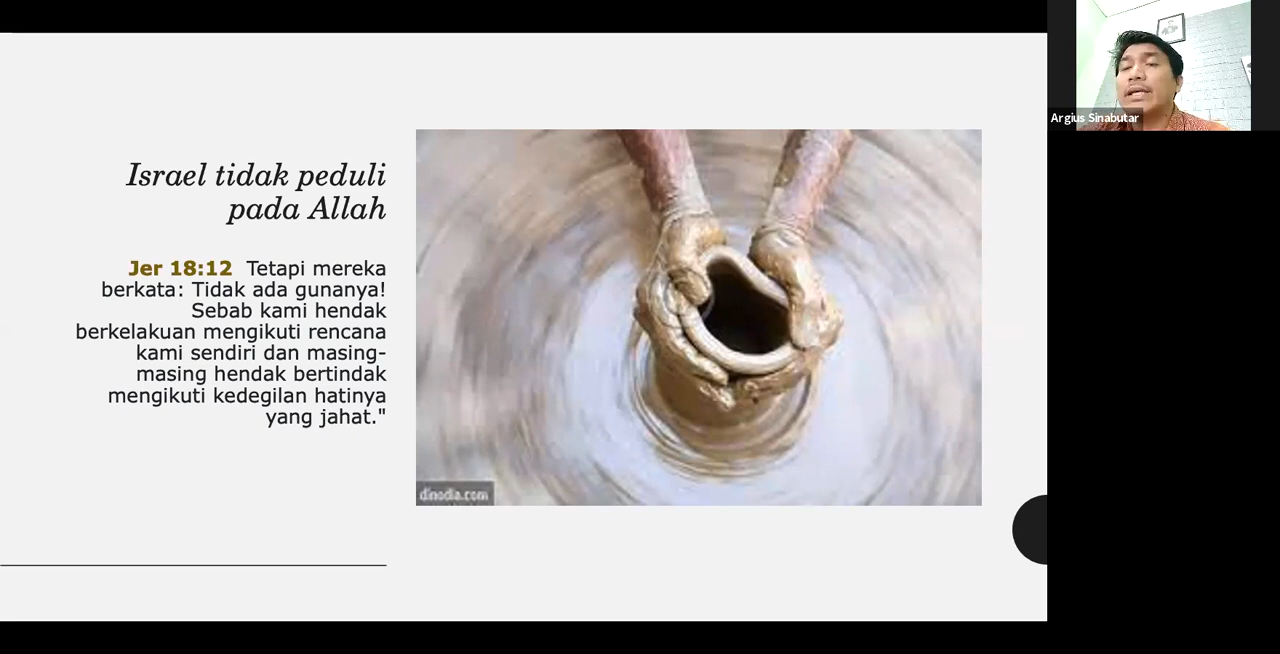 Israel tidak peduli
pada Allah
Jer 18:12 Tetapi mereka
berkata: Tidak ada gunanya!
Sebab kami hendak
berkelakuan mengikuti rencana
kami sendiri dan masing-
masing hendak bertindak
mengikuti kedegilan hatinya
yang jahat."
dinodia.com
Argius Sinabutar